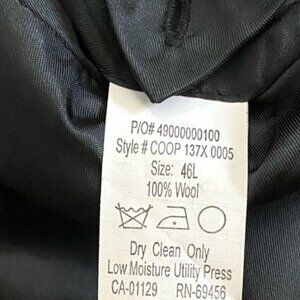 P/O# 49000000100
Style # COOP 137X 0005
Size: 46L
100% Wool
Dry Clean Only
Low Moisture Utility Press
CA-01129 RN-69456